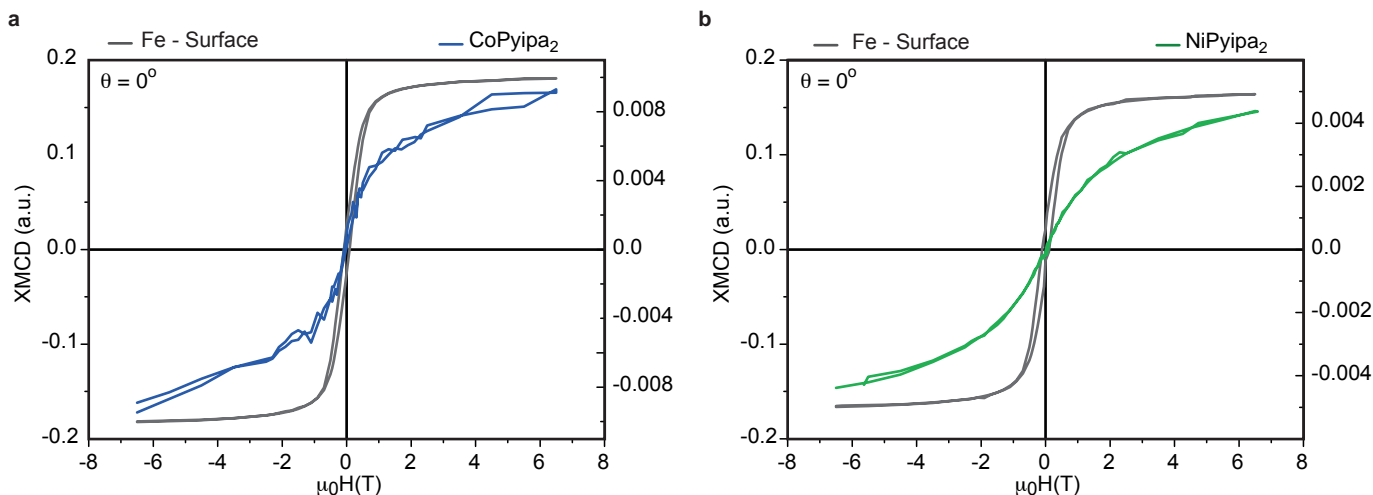 a
Fe - Surface
CoPyipa₂
θ = 0º
XMCD (a.u.)
0.2
0.1
0.0
-0.1
-0.2
0.008
0.004
0.0
-0.004
-0.008
-8 -6 -4 -2 0 2 4 6 8
μ₀H(T)
b
Fe - Surface
NiPyipa₂
θ = 0º
XMCD (a.u.)
0.2
0.1
0.0
-0.1
-0.2
0.004
0.002
0.0
-0.002
-0.004
-8 -6 -4 -2 0 2 4 6 8
μ₀H(T)